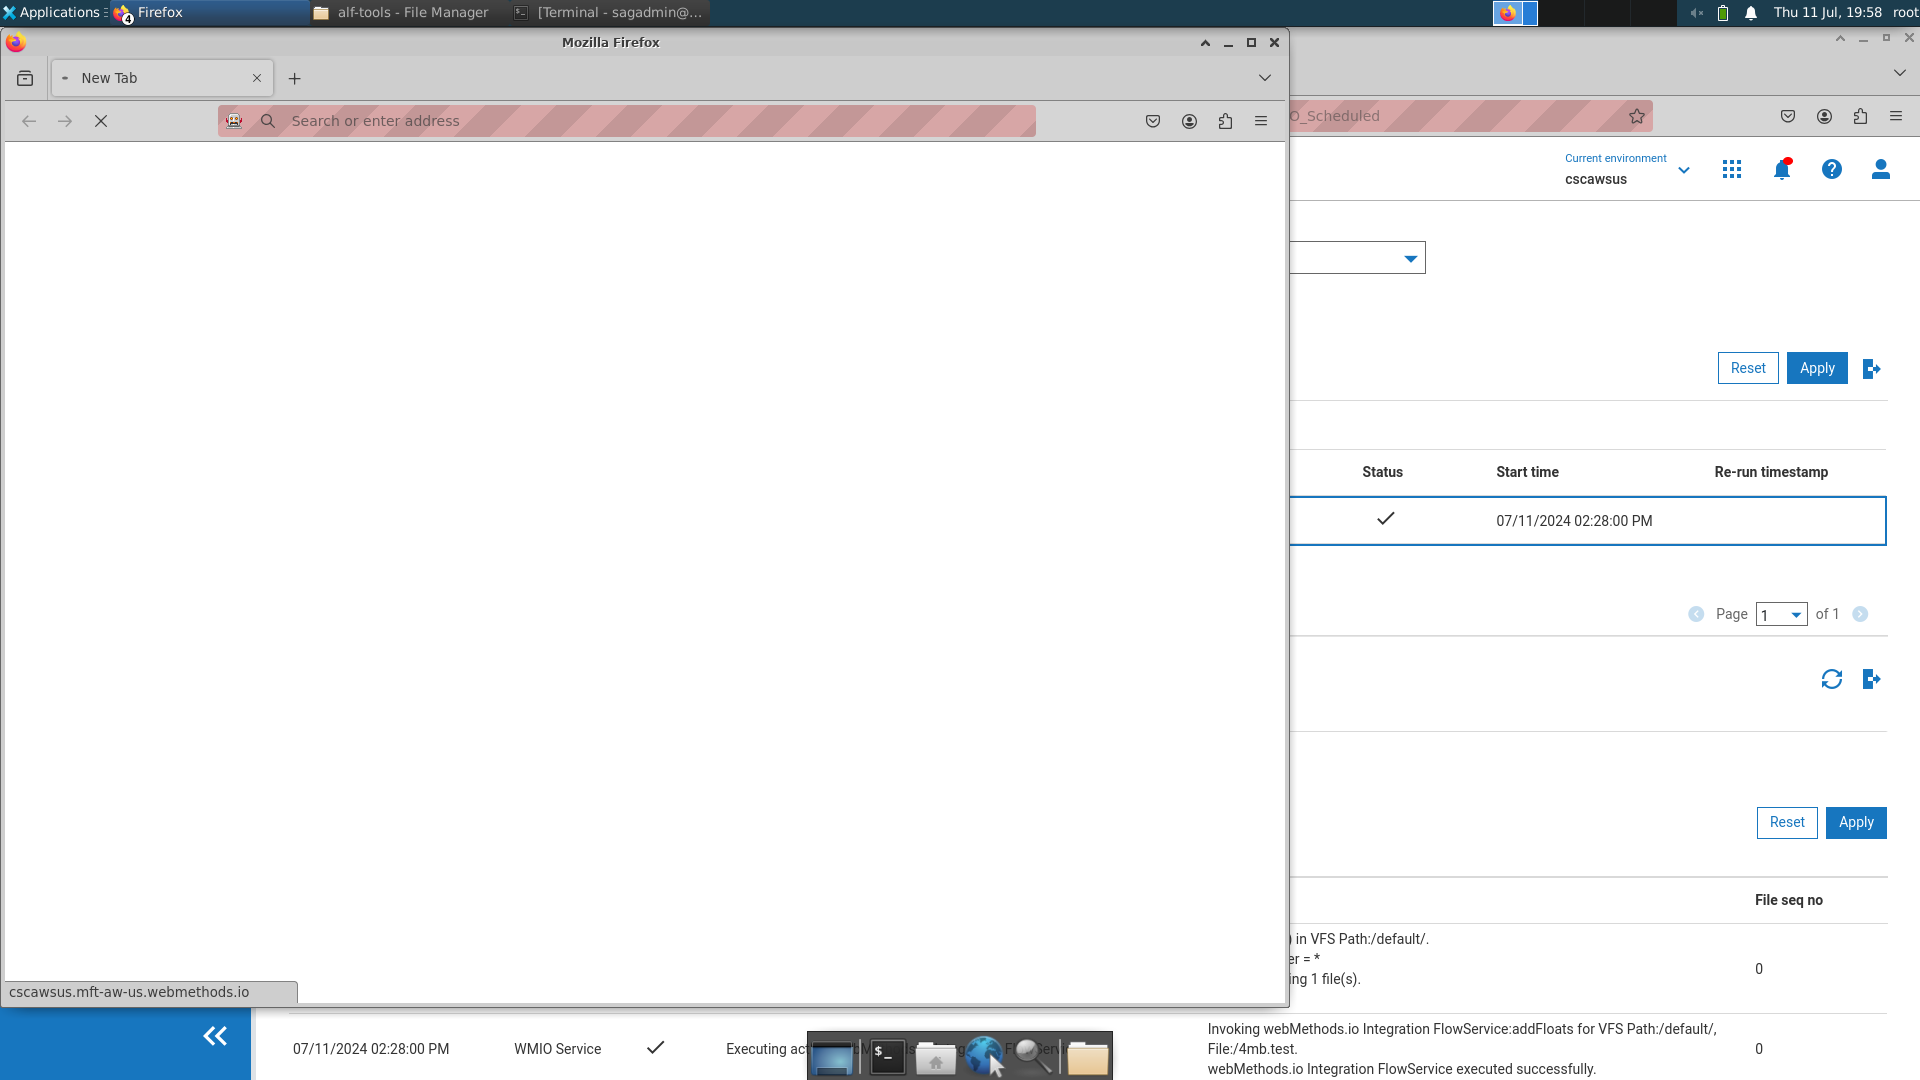 Applications
4
Firefox
alf-tools - File Manager
[Terminal - sagadmin@...
Thu 11 Jul, 19:58
root
Mozilla Firefox
New Tab
Search or enter address
O_Scheduled
Current environment
cscawsus
Reset
Apply
Status
Start time
Re-run timestamp
07/11/2024 02:28:00 PM
Page
1
of 1
Reset
Apply
File seq no
) in VFS Path:/default/.
er = *
ing 1 file(s).
0
cscawsus.mft-aw-us.webmethods.io
07/11/2024 02:28:00 PM
WMIO Service
Executing
Invoking webMethods.io Integration FlowService:addFloats for VFS Path:/default/,
File:/4mb.test.
webMethods.io Integration FlowService executed successfully.
0
$_